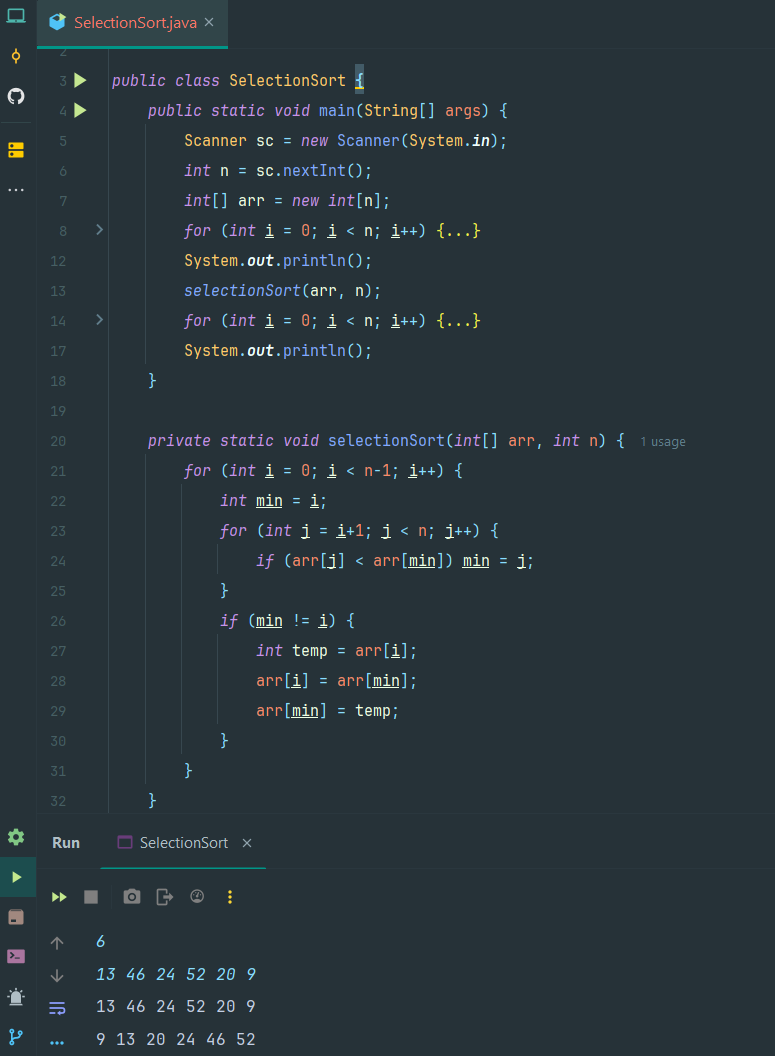 SelectionSort.java
2
3 public class SelectionSort {
4 public static void main(String[] args) {
5 Scanner sc = new Scanner(System.in);
6 int n = sc.nextInt();
7 int[] arr = new int[n];
8 for (int i = 0; i < n; i++) {...}
12 System.out.println();
13 selectionSort(arr, n);
14 for (int i = 0; i < n; i++) {...}
17 System.out.println();
18 }
19
20 private static void selectionSort(int[] arr, int n) { 1 usage
21 for (int i = 0; i < n-1; i++) {
22 int min = i;
23 for (int j = i+1; j < n; j++) {
24 if (arr[j] < arr[min]) min = j;
25 }
26 if (min != i) {
27 int temp = arr[i];
28 arr[i] = arr[min];
29 arr[min] = temp;
30 }
31 }
32 }
Run SelectionSort
6
13 46 24 52 20 9
13 46 24 52 20 9
9 13 20 24 46 52